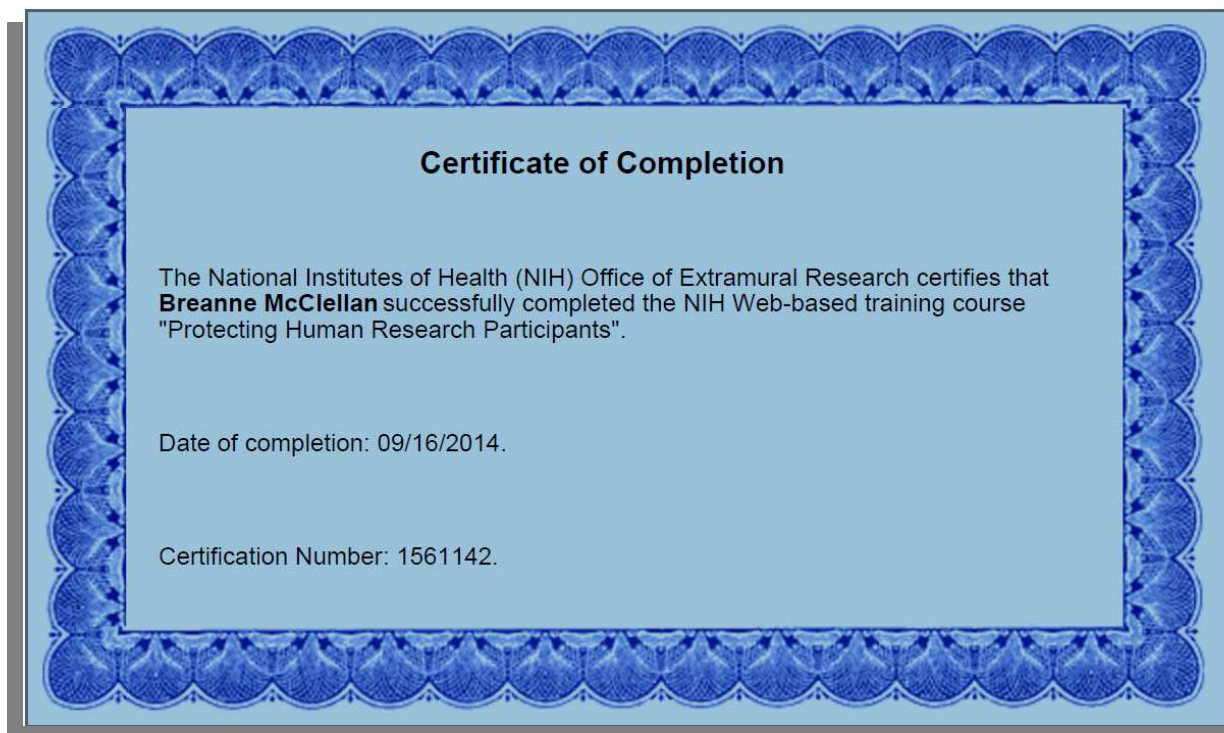 Certificate of Completion
The National Institutes of Health (NIH) Office of Extramural Research certifies that
Breanne McClellan successfully completed the NIH Web-based training course
"Protecting Human Research Participants".
Date of completion: 09/16/2014.
Certification Number: 1561142.